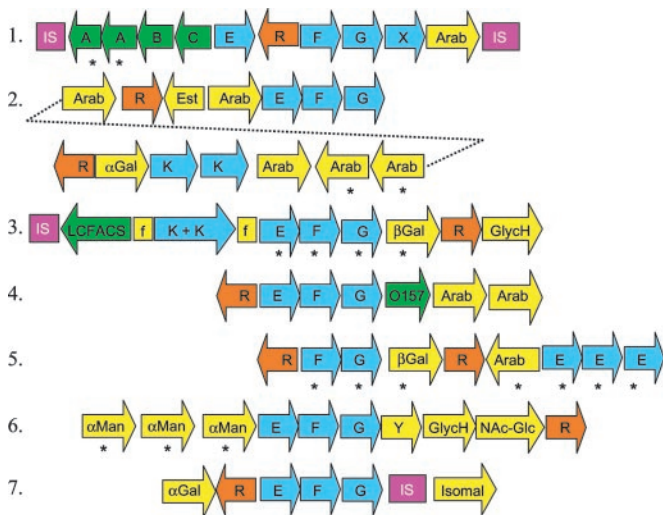 1. IS A A B C E R F G X Arab IS
* *
2. Arab R Est Arab E F G
R αGal K K Arab Arab Arab
* *
3. IS LCFACS f K + K f E F G βGal R GlycH
* * * *
4. R E F G O157 Arab Arab
5. R F G βGal R Arab E E E
* * * * * * *
6. αMan αMan αMan E F G Y GlycH NAc-Glc R
* * *
7. αGal R E F G IS Isomal